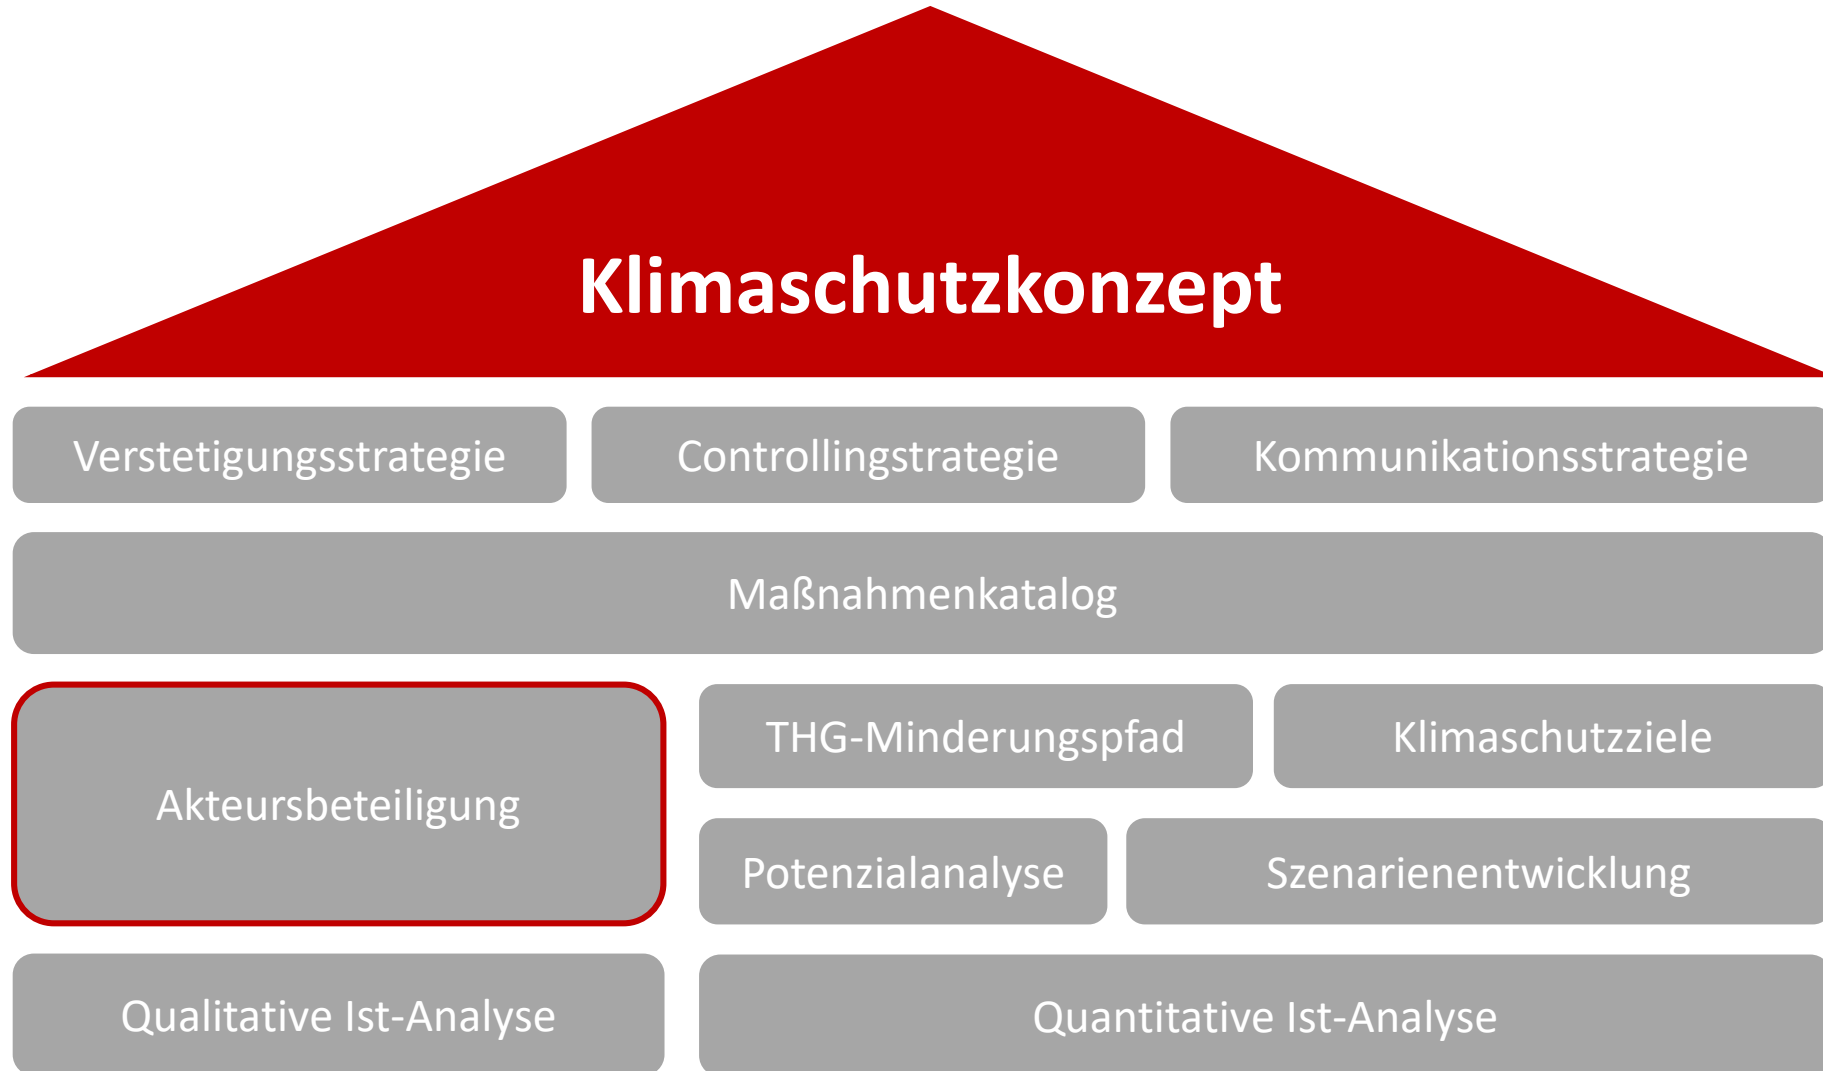 Klimaschutzkonzept
Verstetigungsstrategie
Controllingstrategie
Kommunikationsstrategie
Maßnahmenkatalog
Akteursbeteiligung
THG-Minderungspfad
Klimaschutzziele
Potenzialanalyse
Szenarienentwicklung
Qualitative Ist-Analyse
Quantitative Ist-Analyse